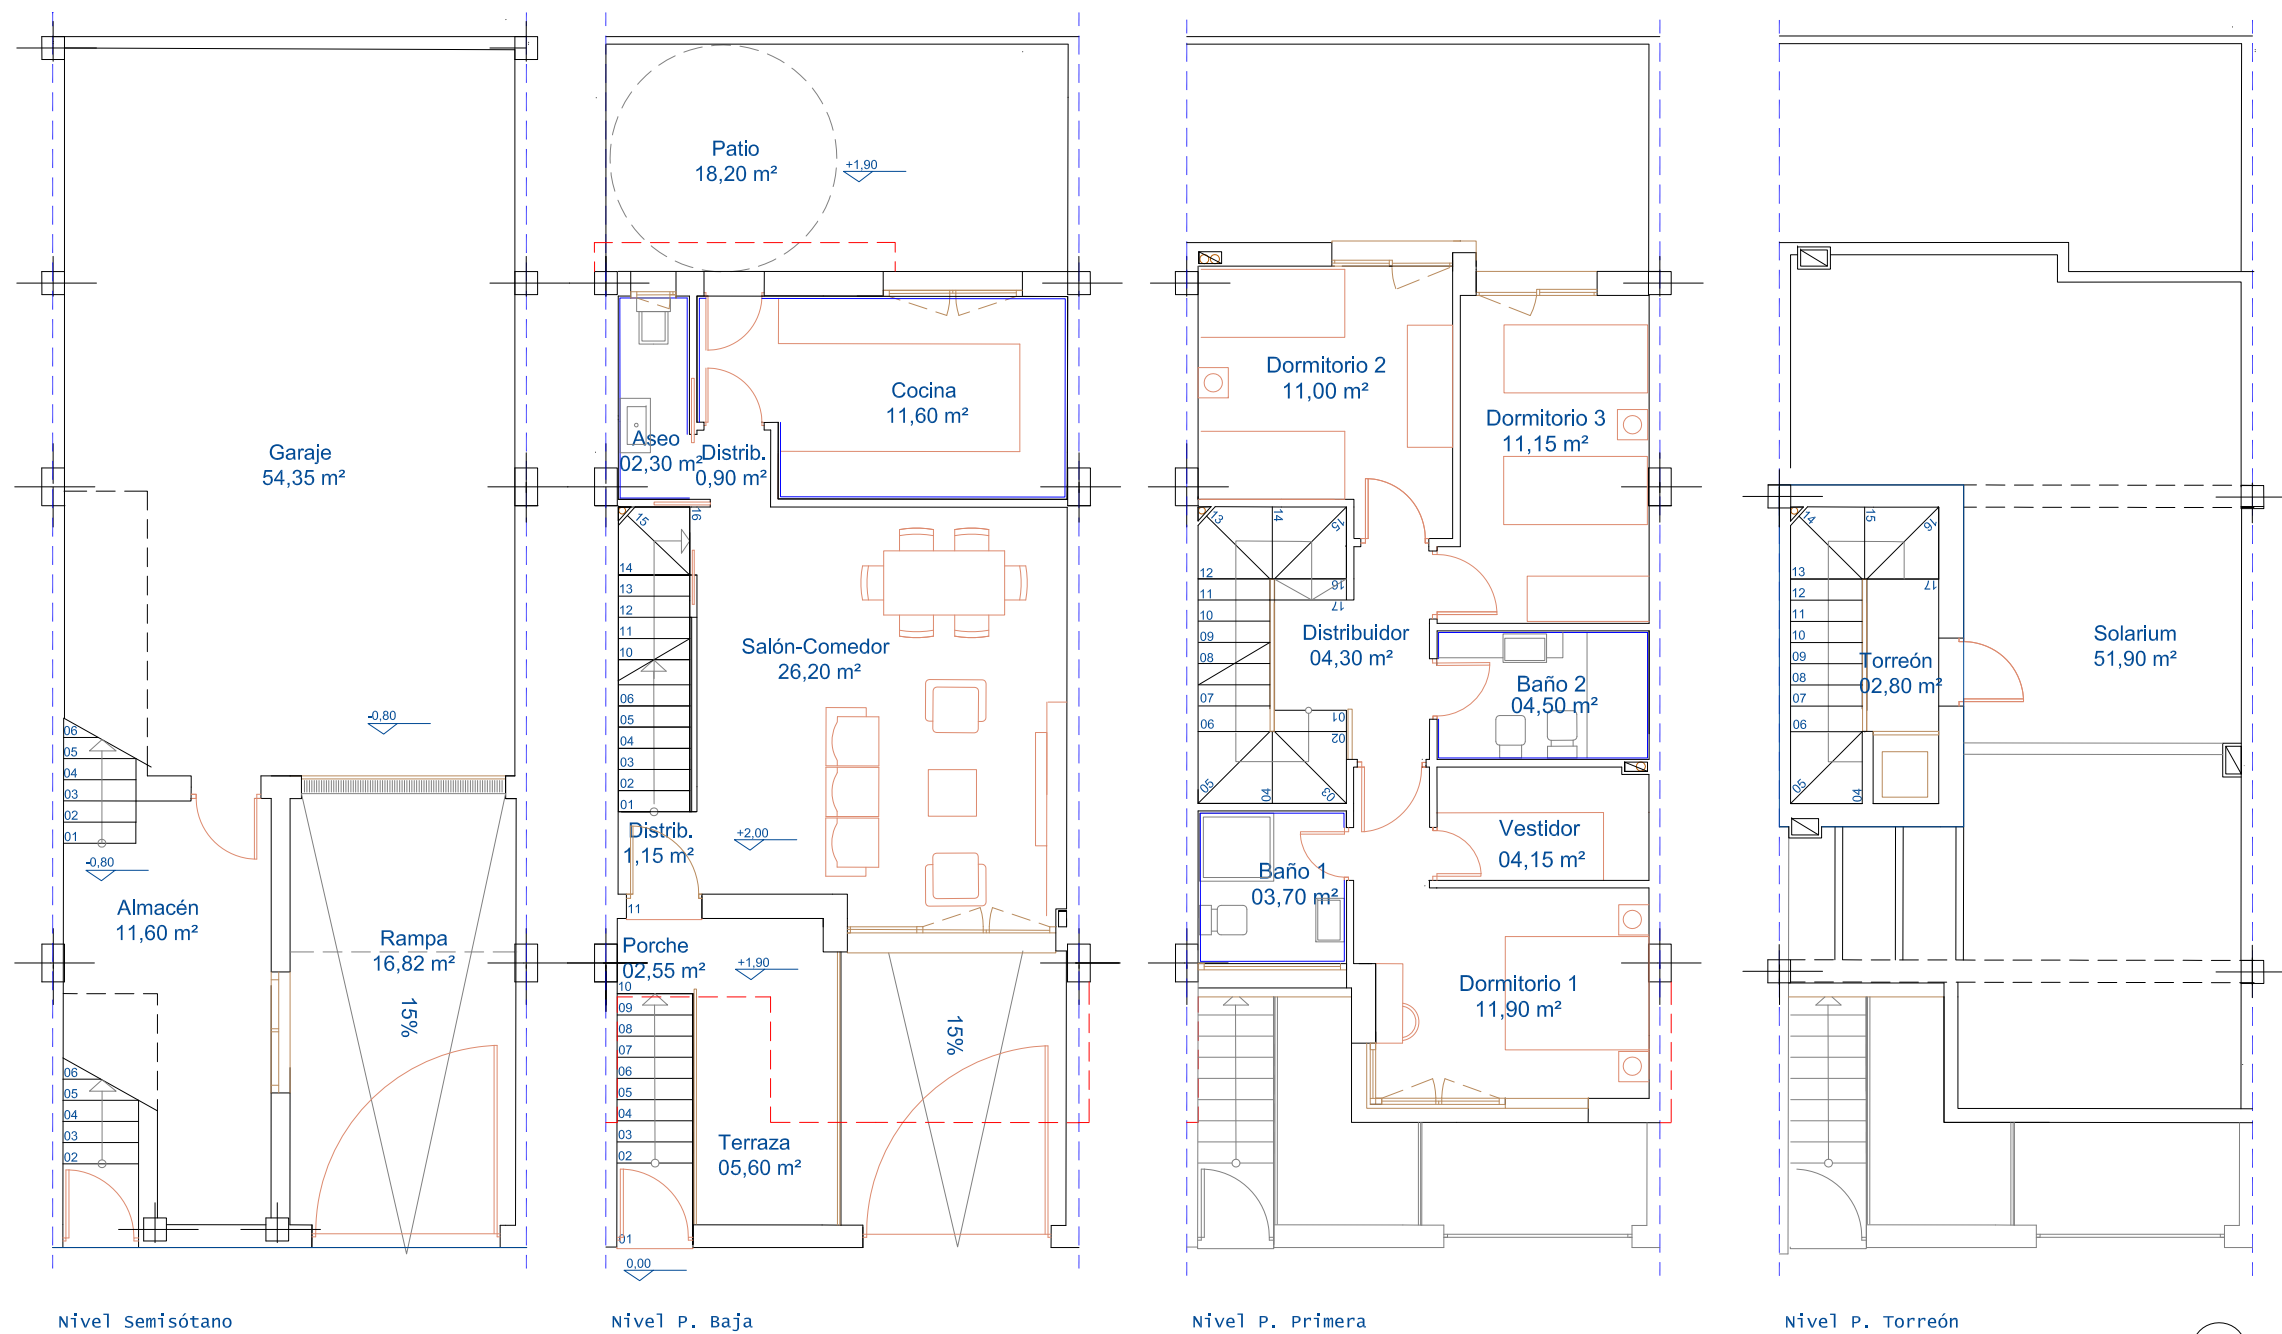 Garaje
54,35 m²
-0,80
06
05
04
03
02
01
-0,80
Almacén
11,60 m²
Rampa
16,82 m²
15%
06
05
04
03
02
Nivel Semisótano
Patio
18,20 m²
+1,90
Cocina
11,60 m²
Aseo
02,30 m²
Distrib.
0,90 m²
15
16
14
13
12
11
10
06
05
04
03
02
01
Salón-Comedor
26,20 m²
Distrib.
1,15 m²
+2,00
11
Porche
02,55 m²
+1,90
10
09
08
07
06
05
04
03
02
01
15%
Terraza
05,60 m²
0,00
Nivel P. Baja
Dormitorio 2
11,00 m²
Dormitorio 3
11,15 m²
13
14
15
12
16
11
17
10
09
08
07
06
01
02
05
04
03
Distribuidor
04,30 m²
Baño 2
04,50 m²
Vestidor
04,15 m²
Baño 1
03,70 m²
Dormitorio 1
11,90 m²
Nivel P. Primera
14
15
16
13
17
12
11
10
09
08
07
06
05
04
Torreón
02,80 m²
Solarium
51,90 m²
Nivel P. Torreón